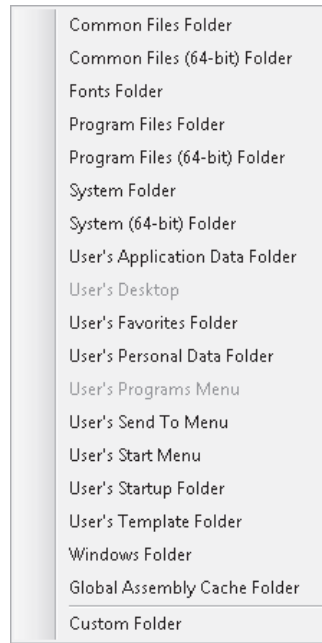 Common Files Folder
Common Files (64-bit) Folder
Fonts Folder
Program Files Folder
Program Files (64-bit) Folder
System Folder
System (64-bit) Folder
User's Application Data Folder
User's Desktop
User's Favorites Folder
User's Personal Data Folder
User's Programs Menu
User's Send To Menu
User's Start Menu
User's Startup Folder
User's Template Folder
Windows Folder
Global Assembly Cache Folder
Custom Folder